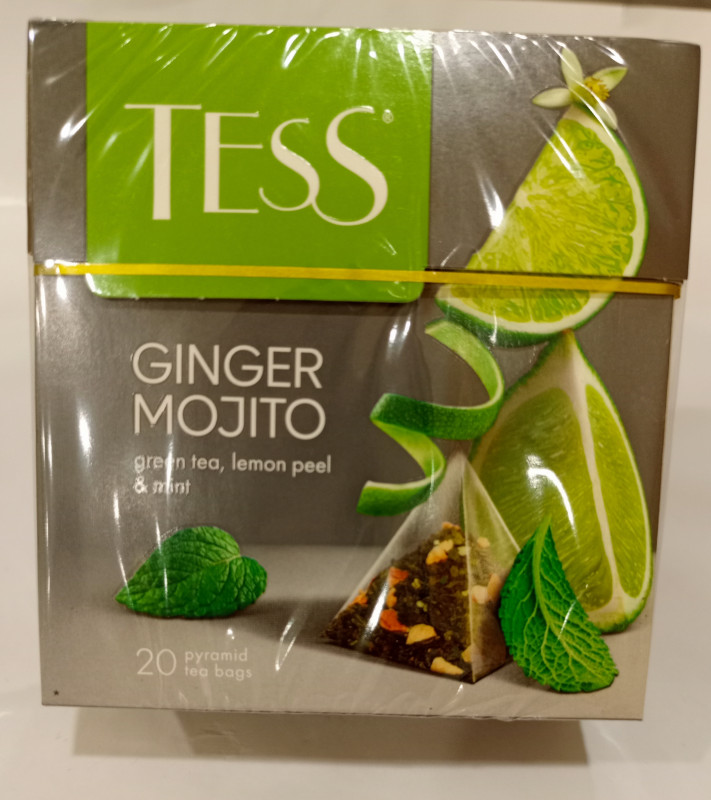 TESS®
GINGER
MOJITO
green tea, lemon peel
& mint
20 pyramid
tea bags
*